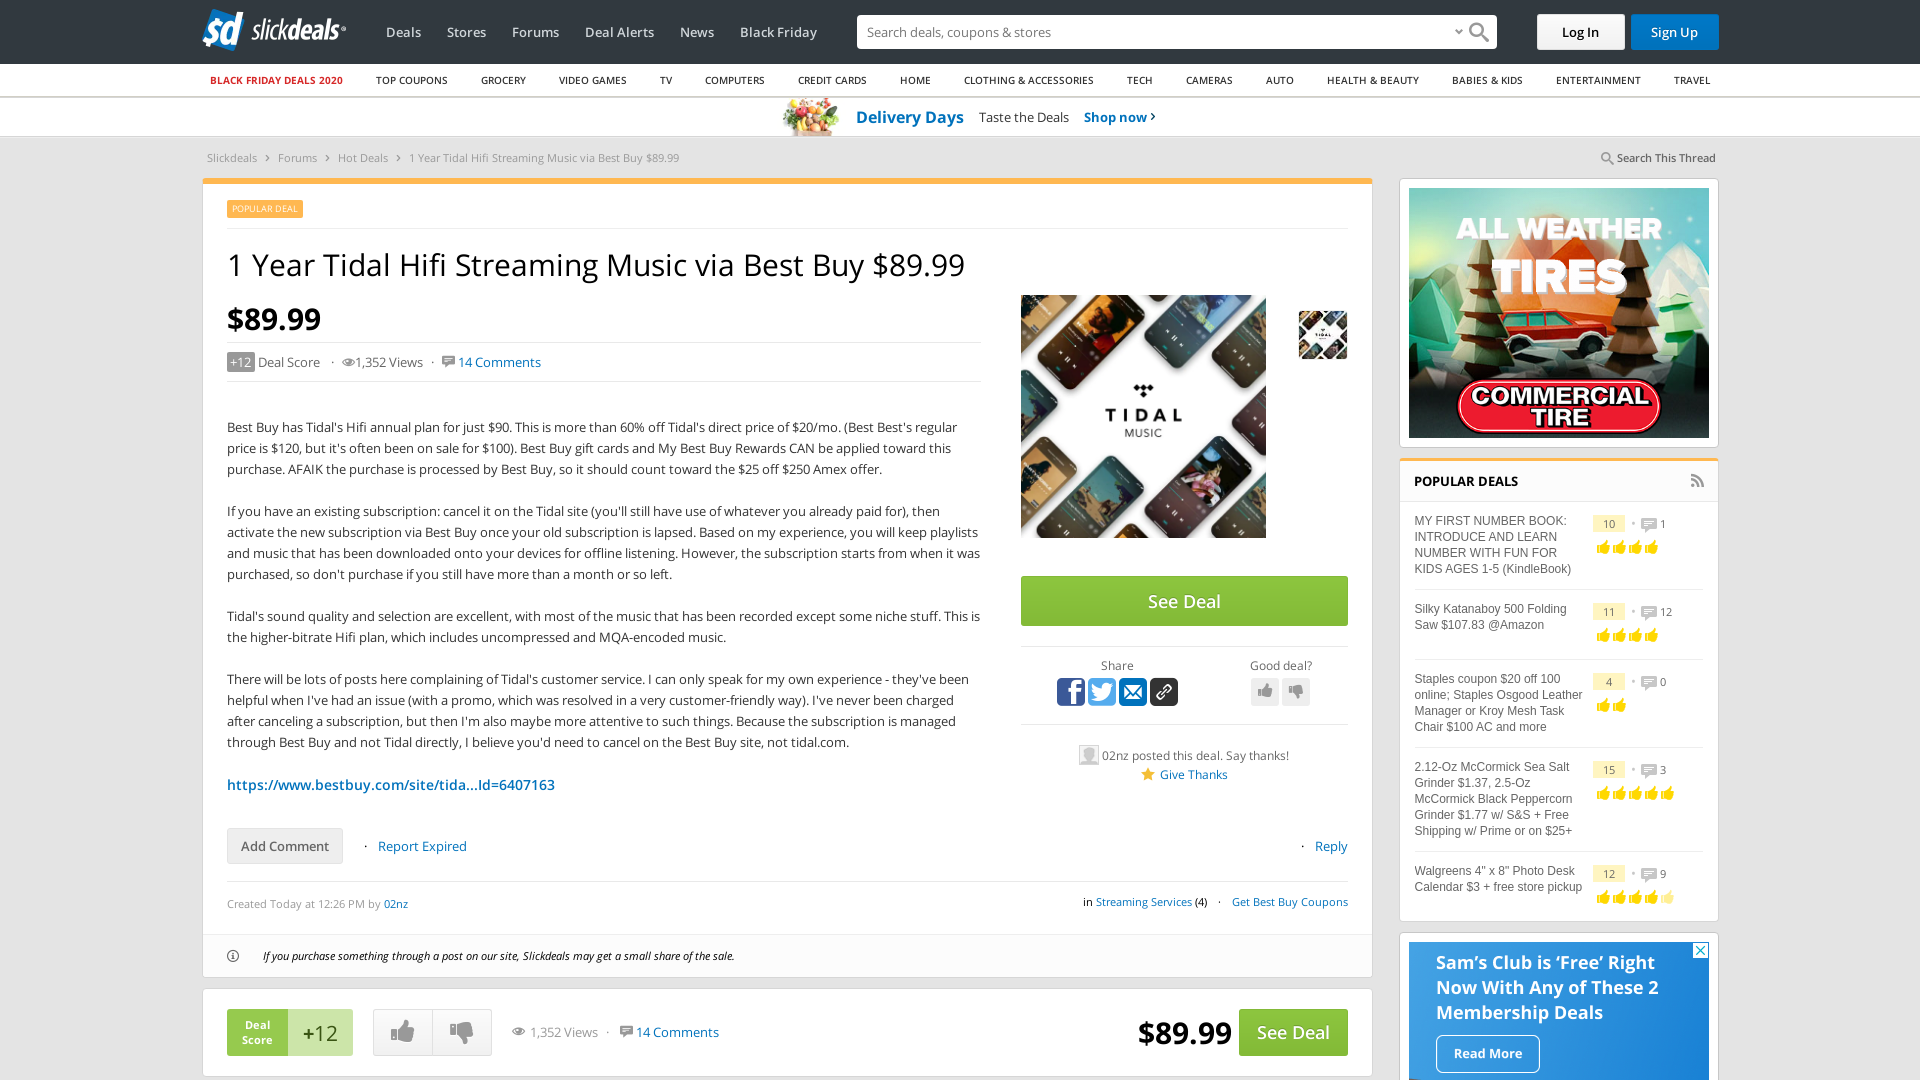 slickdeals
Deals
Stores
Forums
Deal Alerts
News
Black Friday
Search deals, coupons & stores
Log In
Sign Up
BLACK FRIDAY DEALS 2020
TOP COUPONS
GROCERY
VIDEO GAMES
TV
COMPUTERS
CREDIT CARDS
HOME
CLOTHING & ACCESSORIES
TECH
CAMERAS
AUTO
HEALTH & BEAUTY
BABIES & KIDS
ENTERTAINMENT
TRAVEL
Delivery Days Taste the Deals Shop now
Slickdeals > Forums > Hot Deals > 1 Year Tidal Hifi Streaming Music via Best Buy $89.99
Search This Thread
POPULAR DEAL
1 Year Tidal Hifi Streaming Music via Best Buy $89.99
$89.99
+12 Deal Score · 1,352 Views · 14 Comments
Best Buy has Tidal's Hifi annual plan for just $90. This is more than 60% off Tidal's direct price of $20/mo. (Best Best's regular
price is $120, but it's often been on sale for $100). Best Buy gift cards and My Best Buy Rewards CAN be applied toward this
purchase. AFAIK the purchase is processed by Best Buy, so it should count toward the $25 off $250 Amex offer.
If you have an existing subscription: cancel it on the Tidal site (you'll still have use of whatever you already paid for), then
activate the new subscription via Best Buy once your old subscription is lapsed. Based on my experience, you will keep playlists
and music that has been downloaded onto your devices for offline listening. However, the subscription starts from when it was
purchased, so don't purchase if you still have more than a month or so left.
Tidal's sound quality and selection are excellent, with most of the music that has been recorded except some niche stuff. This is
the higher-bitrate Hifi plan, which includes uncompressed and MQA-encoded music.
There will be lots of posts here complaining of Tidal's customer service. I can only speak for my own experience - they've been
helpful when I've had an issue (with a promo, which was resolved in a very customer-friendly way). I've never been charged
after canceling a subscription, but then I'm also maybe more attentive to such things. Because the subscription is managed
through Best Buy and not Tidal directly, I believe you'd need to cancel on the Best Buy site, not tidal.com.
https://www.bestbuy.com/site/tida...Id=6407163
Add Comment · Report Expired
· Reply
Created Today at 12:26 PM by 02nz
in Streaming Services (4) · Get Best Buy Coupons
If you purchase something through a post on our site, Slickdeals may get a small share of the sale.
TIDAL
MUSIC
TIDAL
See Deal
Share
Good deal?
02nz posted this deal. Say thanks!
Give Thanks
Deal
Score
+12
1,352 Views · 14 Comments
$89.99
See Deal
ALL WEATHER
TIRES
COMMERCIAL
TIRE
POPULAR DEALS
MY FIRST NUMBER BOOK:
INTRODUCE AND LEARN
NUMBER WITH FUN FOR
KIDS AGES 1-5 (KindleBook)
10 · 1
Silky Katanaboy 500 Folding
Saw $107.83 @Amazon
11 · 12
Staples coupon $20 off 100
online; Staples Osgood Leather
Manager or Kroy Mesh Task
Chair $100 AC and more
4 · 0
2.12-Oz McCormick Sea Salt
Grinder $1.37, 2.5-Oz
McCormick Black Peppercorn
Grinder $1.77 w/ S&S + Free
Shipping w/ Prime or on $25+
15 · 3
Walgreens 4" x 8" Photo Desk
Calendar $3 + free store pickup
12 · 9
Sam's Club is ‘Free’ Right
Now With Any of These 2
Membership Deals
Read More